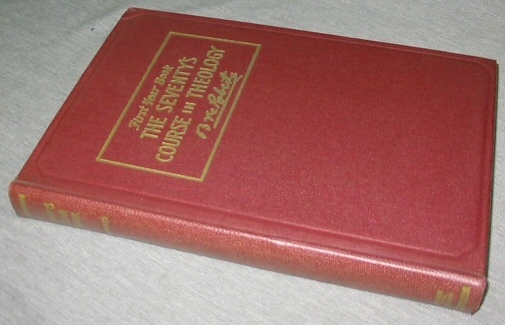 First Year Book
THE SEVENTY'S
COURSE IN THEOLOGY
B H Roberts